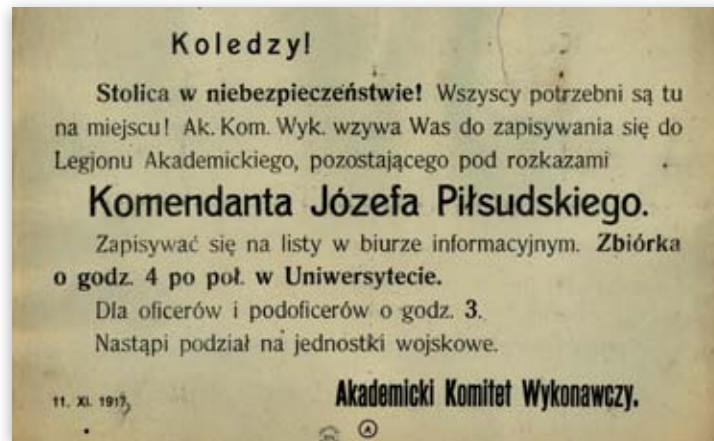 Koledzy!
Stolica w niebezpieczeństwie! Wszyscy potrzebni są tu
na miejscu! Ak. Kom. Wyk. wzywa Was do zapisywania się do
Legjonu Akademickiego, pozostającego pod rozkazami
Komendanta Józefa Piłsudskiego.
Zapisywać się na listy w biurze informacyjnym. Zbiórka
o godz. 4 po poł. w Uniwersytecie.
Dla oficerów i podoficerów o godz. 3.
Nastąpi podział na jednostki wojskowe.
Akademicki Komitet Wykonawczy.
11. XI.